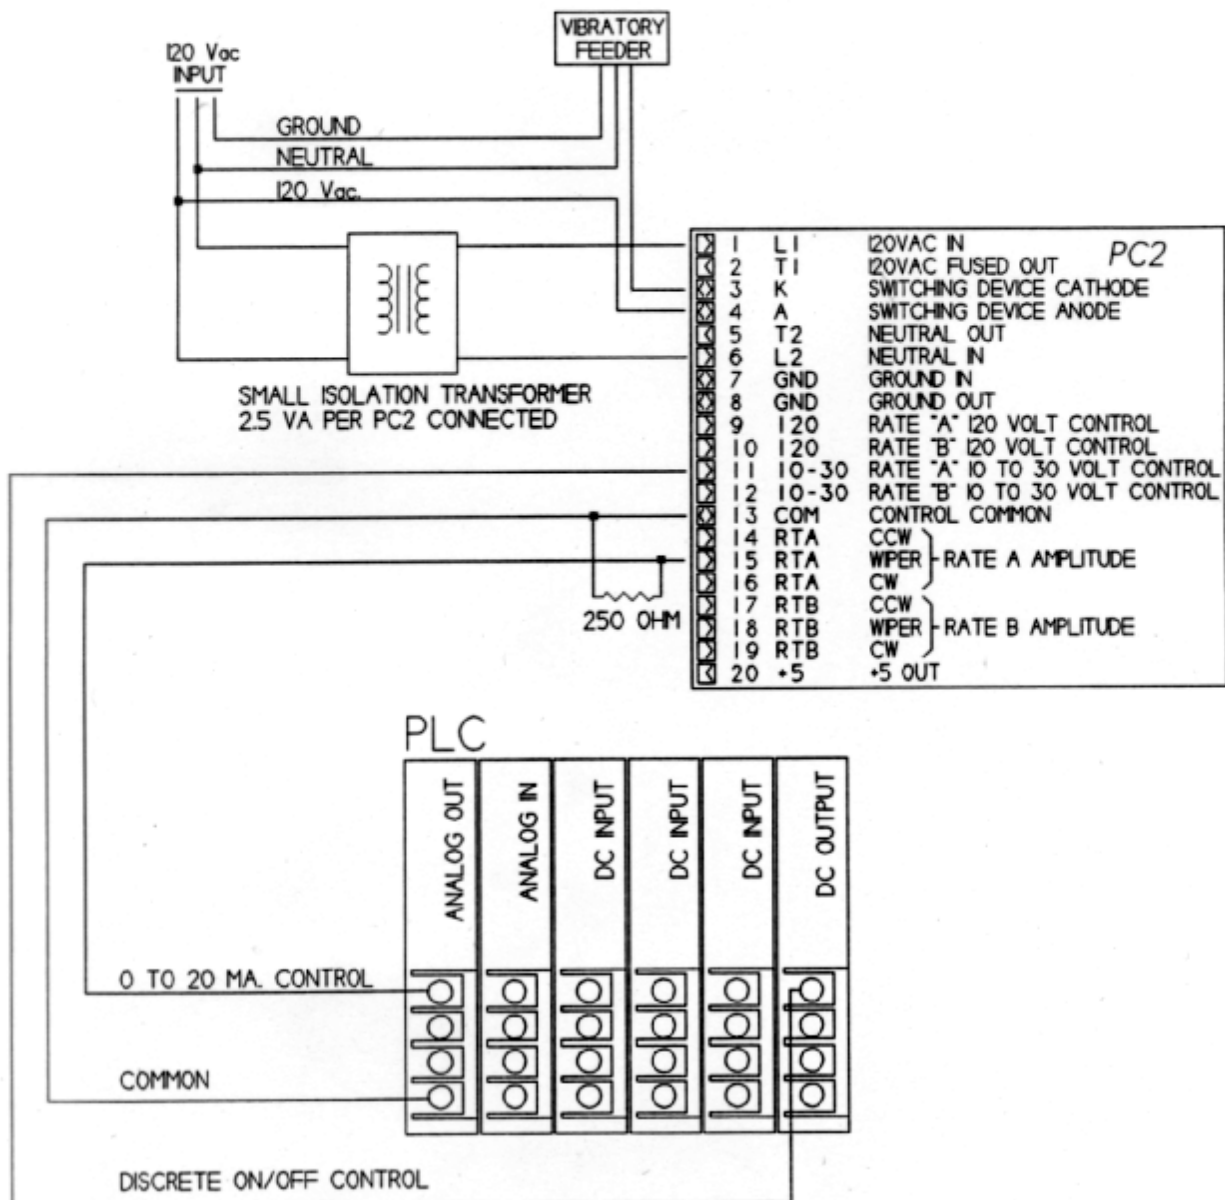 VIBRATORY
FEEDER
120 Vac
INPUT
GROUND
NEUTRAL
120 Vac.
PC2
1 L1 120VAC IN
2 T1 120VAC FUSED OUT
3 K SWITCHING DEVICE CATHODE
4 A SWITCHING DEVICE ANODE
5 T2 NEUTRAL OUT
6 L2 NEUTRAL IN
7 GND GROUND IN
8 GND GROUND OUT
9 120 RATE "A" 120 VOLT CONTROL
10 120 RATE "B" 120 VOLT CONTROL
11 10-30 RATE "A" 10 TO 30 VOLT CONTROL
12 10-30 RATE "B" 10 TO 30 VOLT CONTROL
13 COM CONTROL COMMON
14 RTA CCW
15 RTA WIPER RATE A AMPLITUDE
16 RTA CW
17 RTB CCW
18 RTB WIPER RATE B AMPLITUDE
19 RTB CW
20 +5 +5 OUT
SMALL ISOLATION TRANSFORMER
2.5 VA PER PC2 CONNECTED
250 OHM
PLC
ANALOG OUT
ANALOG IN
DC INPUT
DC INPUT
DC INPUT
DC OUTPUT
0 TO 20 MA. CONTROL
COMMON
DISCRETE ON/OFF CONTROL